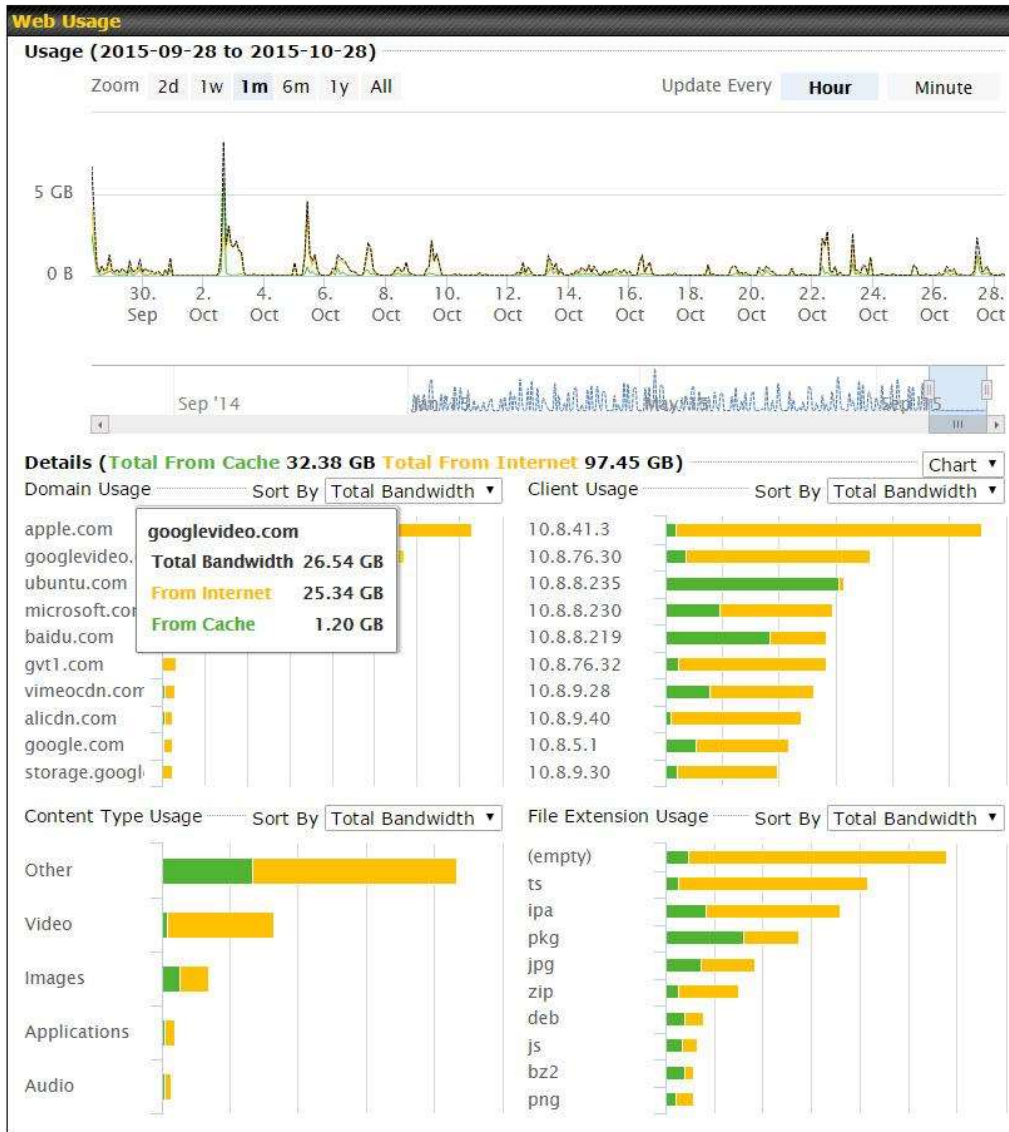 Web Usage
Usage (2015-09-28 to 2015-10-28)
Zoom 2d 1w 1m 6m 1y All Update Every Hour Minute
5 GB
0 B
30. Sep 2. Oct 4. Oct 6. Oct 8. Oct 10. Oct 12. Oct 14. Oct 16. Oct 18. Oct 20. Oct 22. Oct 24. Oct 26. Oct 28. Oct
Sep '14
Details (Total From Cache 32.38 GB Total From Internet 97.45 GB) Chart
Domain Usage Sort By Total Bandwidth
apple.com
googlevideo.
ubuntu.com
microsoft.com
baidu.com
gvt1.com
vimeocdn.com
alicdn.com
google.com
storage.googl
googlevideo.com
Total Bandwidth 26.54 GB
From Internet 25.34 GB
From Cache 1.20 GB
Client Usage Sort By Total Bandwidth
10.8.41.3
10.8.76.30
10.8.8.235
10.8.8.230
10.8.8.219
10.8.76.32
10.8.9.28
10.8.9.40
10.8.5.1
10.8.9.30
Content Type Usage Sort By Total Bandwidth
Other
Video
Images
Applications
Audio
File Extension Usage Sort By Total Bandwidth
(empty)
ts
ipa
pkg
jpg
zip
deb
js
bz2
png